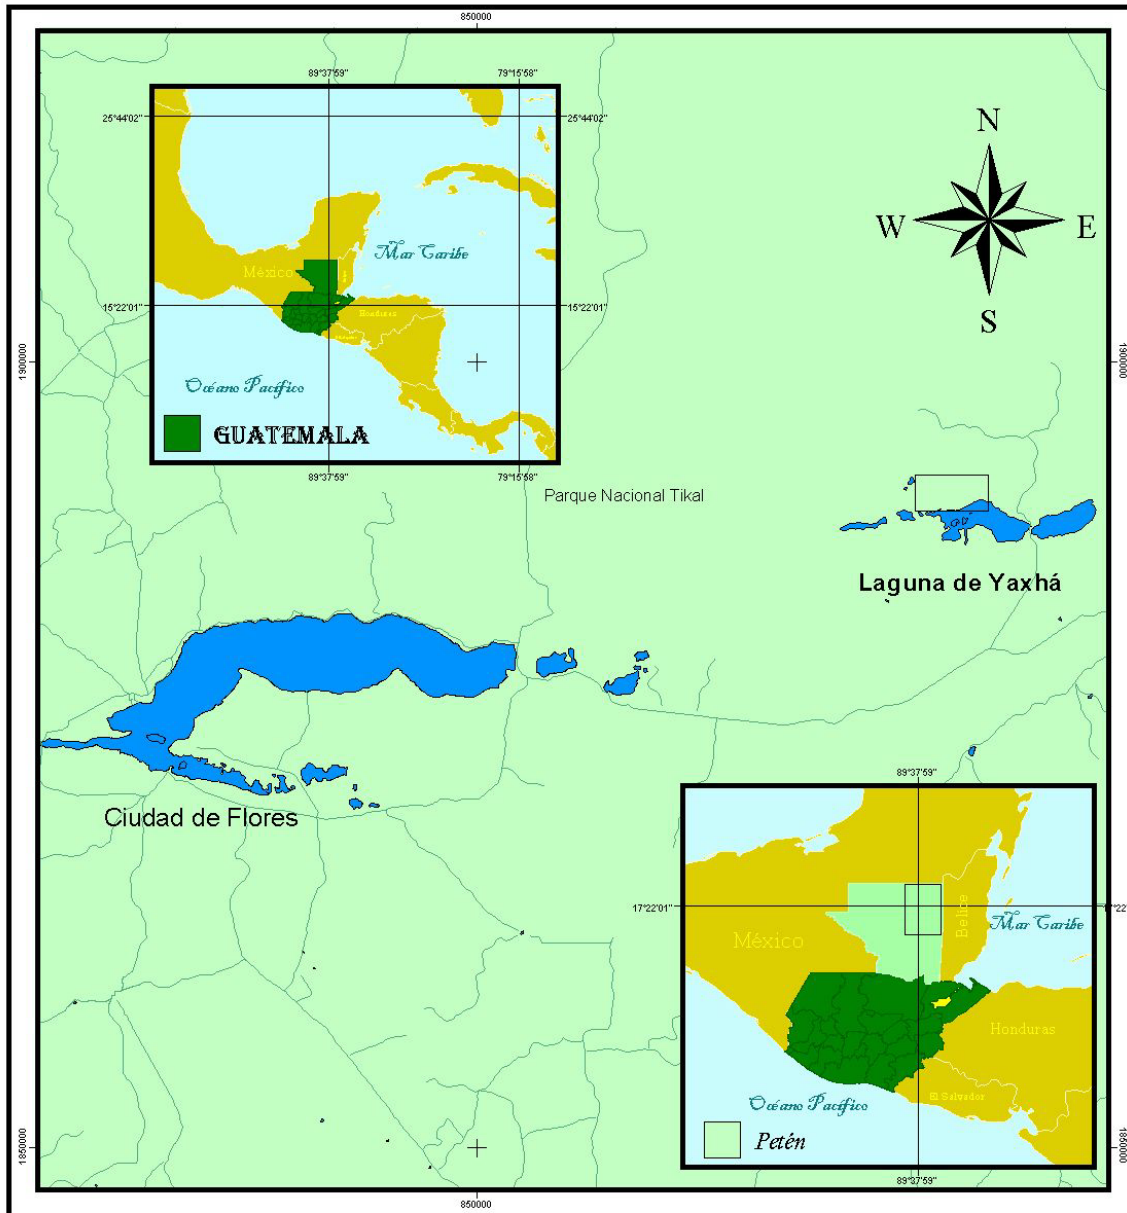 850000
89°37'59"
79°15'58"
25°44'02"
25°44'02"
N
W
E
S
Mar Caribe
México
15°22'01"
15°22'01"
Honduras
1900000
1900000
Océano Pacífico
GUATEMALA
89°37'59"
79°15'58"
Parque Nacional Tikal
Laguna de Yaxhá
Ciudad de Flores
89°37'59"
17°22'01"
17°22
Belice
Mar Caribe
México
Honduras
El Salvador
Océano Pacífico
Petén
1850000
1850000
89°37'59"
850000